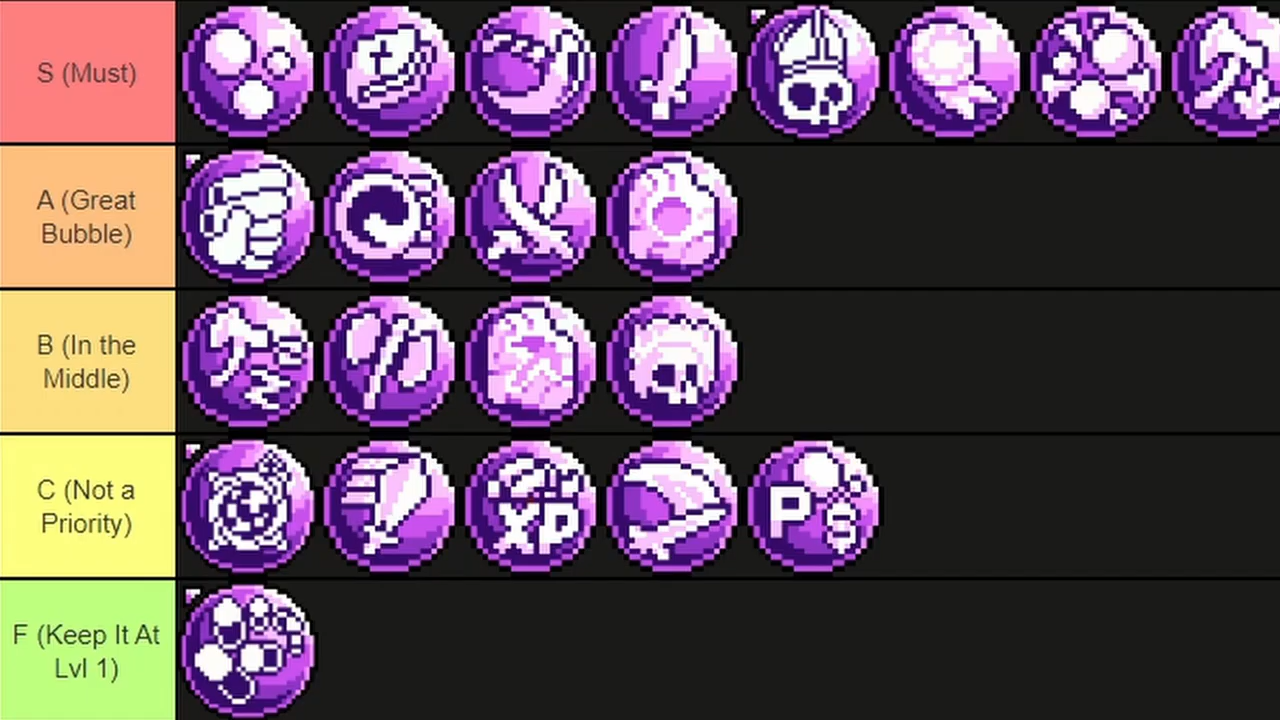 S (Must)
A (Great
Bubble)
B (In the
Middle)
C (Not a
Priority)
XP
P
S
F (Keep It At
Lvl 1)